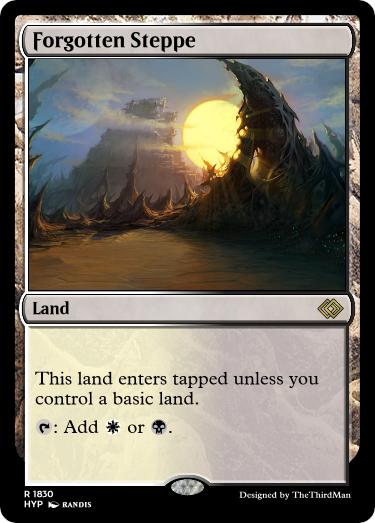 Forgotten Steppe
Land
This land enters tapped unless you
control a basic land.
: Add or .
R 1830
HYP RANDIS
Designed by TheThirdMan